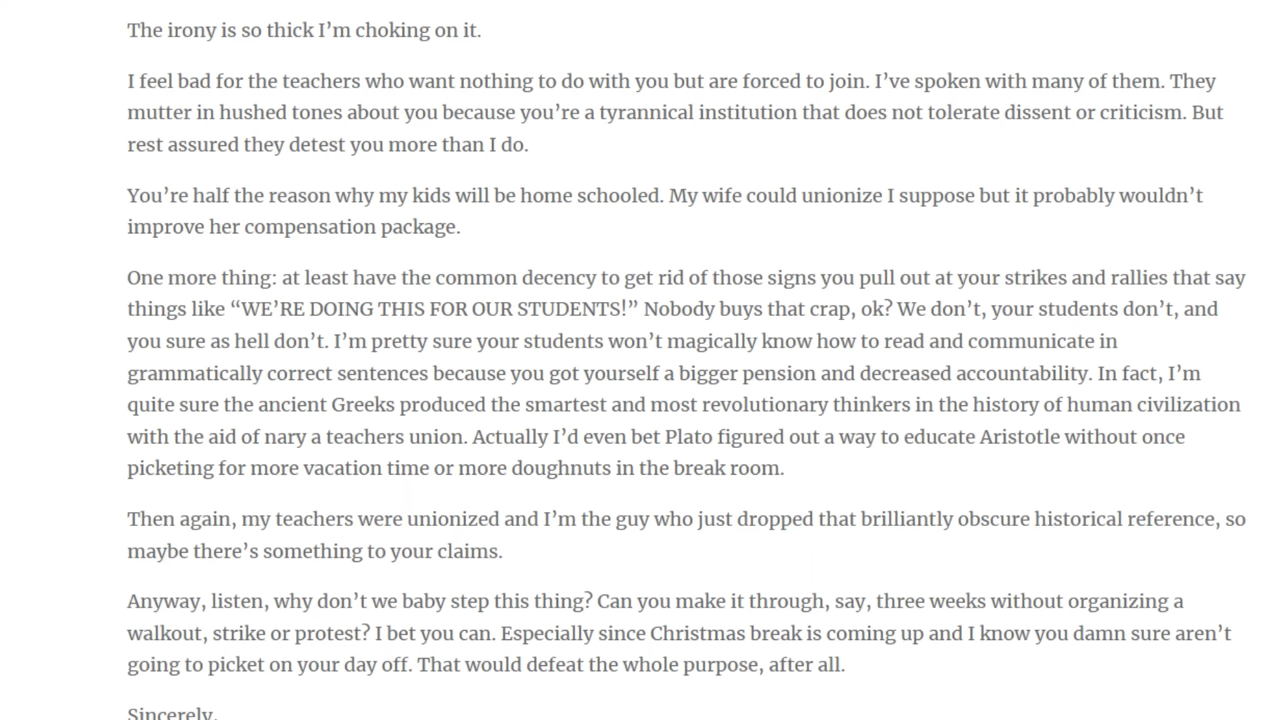 The irony is so thick I’m choking on it.
I feel bad for the teachers who want nothing to do with you but are forced to join. I’ve spoken with many of them. They
mutter in hushed tones about you because you’re a tyrannical institution that does not tolerate dissent or criticism. But
rest assured they detest you more than I do.
You’re half the reason why my kids will be home schooled. My wife could unionize I suppose but it probably wouldn’t
improve her compensation package.
One more thing: at least have the common decency to get rid of those signs you pull out at your strikes and rallies that say
things like “WE’RE DOING THIS FOR OUR STUDENTS!” Nobody buys that crap, ok? We don’t, your students don’t, and
you sure as hell don’t. I’m pretty sure your students won’t magically know how to read and communicate in
grammatically correct sentences because you got yourself a bigger pension and decreased accountability. In fact, I’m
quite sure the ancient Greeks produced the smartest and most revolutionary thinkers in the history of human civilization
with the aid of nary a teachers union. Actually I’d even bet Plato figured out a way to educate Aristotle without once
picketing for more vacation time or more doughnuts in the break room.
Then again, my teachers were unionized and I’m the guy who just dropped that brilliantly obscure historical reference, so
maybe there’s something to your claims.
Anyway, listen, why don’t we baby step this thing? Can you make it through, say, three weeks without organizing a
walkout, strike or protest? I bet you can. Especially since Christmas break is coming up and I know you damn sure aren’t
going to picket on your day off. That would defeat the whole purpose, after all.
Sincerely,